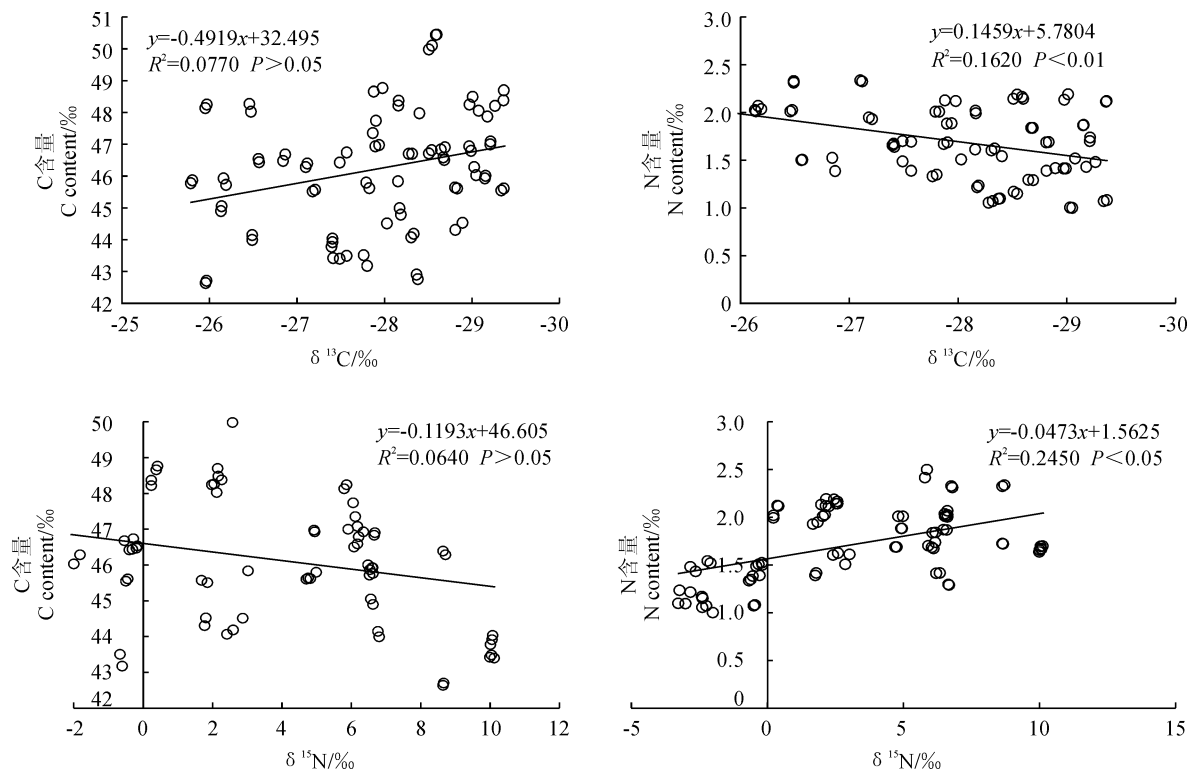 y=-0.4919x+32.495
R²=0.0770 P＞0.05
C含量
C content/‰
51
50
49
48
47
46
45
44
43
42
-25
-26
-27
-28
-29
-30
δ ¹³C/‰
y=0.1459x+5.7804
R²=0.1620 P＜0.01
N含量
N content/‰
3.0
2.5
2.0
1.5
1.0
0.5
0
-26
-27
-28
-29
-30
δ ¹³C/‰
y=-0.1193x+46.605
R²=0.0640 P＞0.05
C含量
C content/‰
50
49
48
47
46
45
44
43
42
-2
0
2
4
6
8
10
12
δ ¹⁵N/‰
y=-0.0473x+1.5625
R²=0.2450 P＜0.05
N含量
N content/‰
3.0
2.5
2.0
1.5
1.0
0.5
0
-5
0
5
10
15
δ ¹⁵N/‰